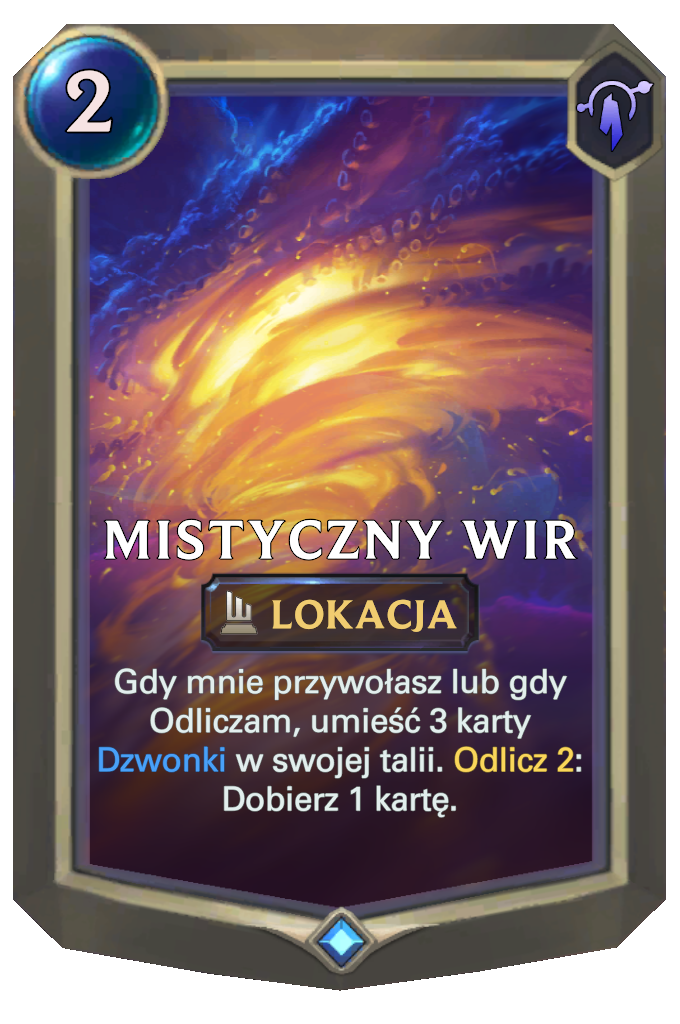 2
MISTYCZNY WIR
LOKACJA
Gdy mnie przywołasz lub gdy
Odliczam, umieść 3 karty
Dzwonki w swojej talii. Odlicz 2:
Dobierz 1 kartę.